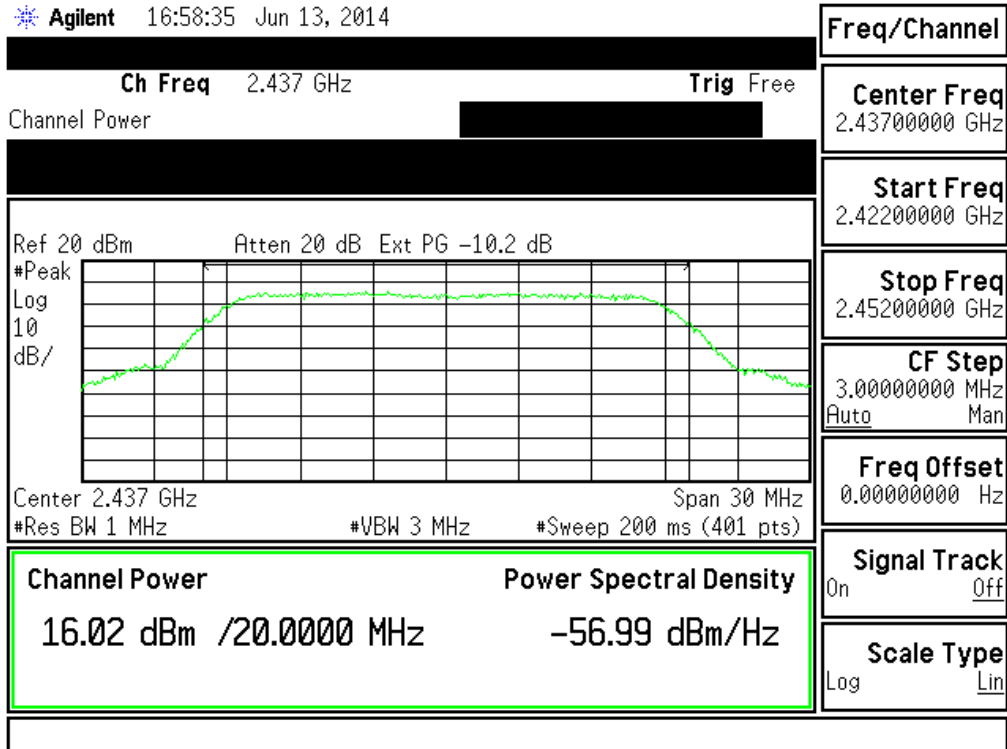 Agilent 16:58:35 Jun 13, 2014
Freq/Channel
Ch Freq 2.437 GHz Trig Free
Channel Power
Center Freq
2.43700000 GHz
Start Freq
2.42200000 GHz
Stop Freq
2.45200000 GHz
CF Step
3.00000000 MHz
Auto Man
Freq Offset
0.00000000 Hz
Signal Track
On Off
Scale Type
Log Lin
Ref 20 dBm Atten 20 dB Ext PG -10.2 dB
#Peak
Log
10
dB/
Center 2.437 GHz Span 30 MHz
#Res BW 1 MHz #VBW 3 MHz #Sweep 200 ms (401 pts)
Channel Power Power Spectral Density
16.02 dBm /20.0000 MHz -56.99 dBm/Hz